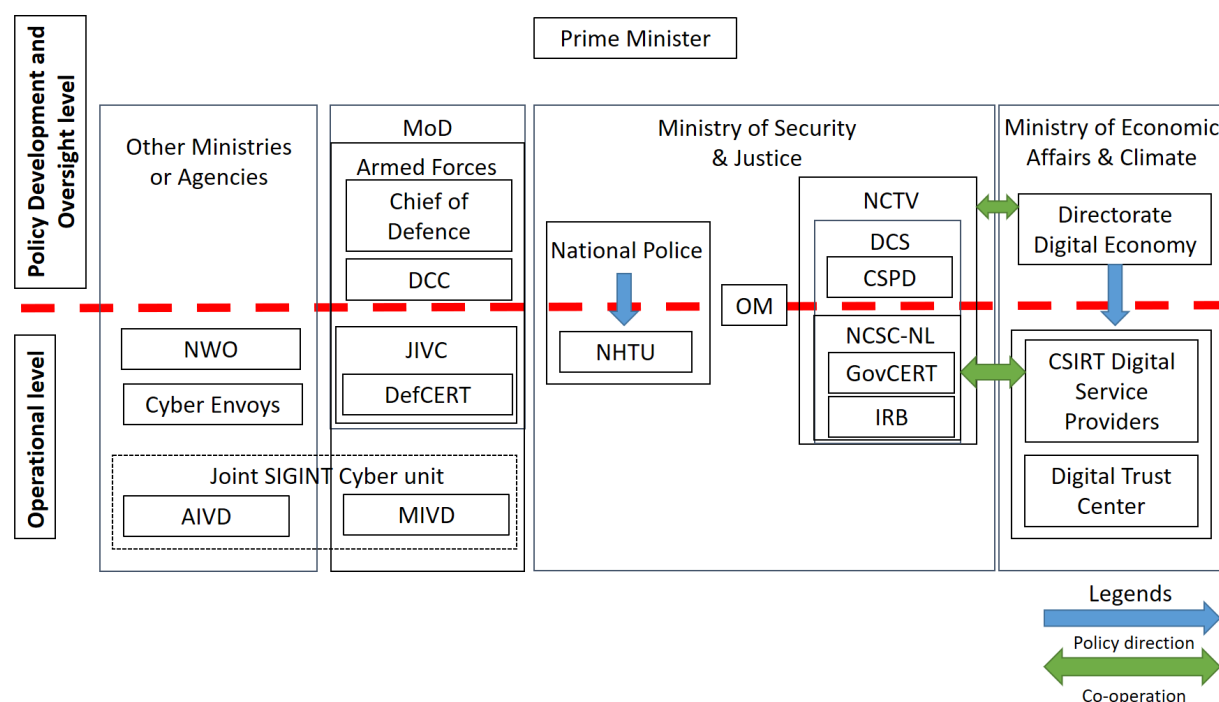 Policy Development and
Oversight level
Prime Minister
Other Ministries
or Agencies
MoD
Armed Forces
Chief of
Defence
DCC
Ministry of Security
& Justice
National Police
NCTV
DCS
CSPD
Ministry of Economic
Affairs & Climate
Directorate
Digital Economy
OM
Operational level
NWO
Cyber Envoys
JIVC
DefCERT
NHTU
NCSC-NL
GovCERT
IRB
CSIRT Digital
Service
Providers
Digital Trust
Center
Joint SIGINT Cyber unit
AIVD
MIVD
Legends
Policy direction
Co-operation